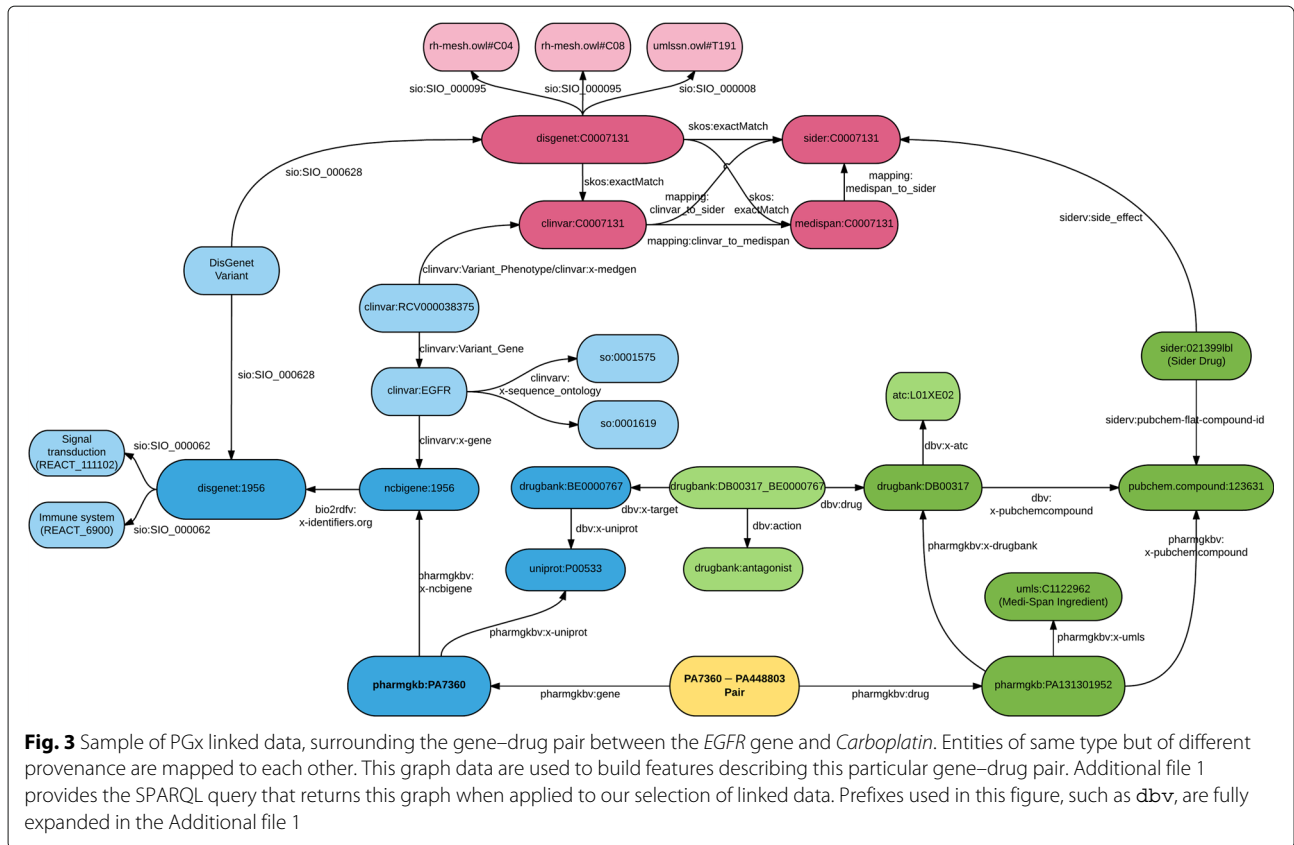 rh-mesh.owl#C04
rh-mesh.owl#C08
umlssn.owl#T191
sio:SIO_000095
sio:SIO_000095
sio:SIO_000008
disgenet:C0007131
skos:exactMatch
sider:C0007131
sio:SIO_000628
skos:exactMatch
mapping:
clinvar_to_sider
skos:
exactMatch
mapping:
medispan_to_sider
clinvar:C0007131
medispan:C0007131
mapping:clinvar_to_medispan
siderv:side_effect
DisGenet
Variant
clinvarv:Variant_Phenotype/clinvar:x-medgen
clinvar:RCV000038375
clinvarv:Variant_Gene
so:0001575
sider:021399lbl
(Sider Drug)
sio:SIO_000628
clinvar:EGFR
clinvarv:
x-sequence_ontology
atc:L01XE02
so:0001619
siderv:pubchem-flat-compound-id
clinvarv:x-gene
dbv:x-atc
Signal
transduction
(REACT_111102)
sio:SIO_000062
disgenet:1956
ncbigene:1956
drugbank:BE0000767
drugbank:DB00317_BE0000767
drugbank:DB00317
pubchem.compound:123631
Immune system
(REACT_6900)
sio:SIO_000062
bio2rdfv:
x-identifiers.org
dbv:x-target
dbv:drug
dbv:
x-pubchemcompound
dbv:x-uniprot
dbv:action
pharmgkbv:x-drugbank
pharmgkbv:
x-pubchemcompound
pharmgkbv:
x-ncbigene
uniprot:P00533
drugbank:antagonist
umls:C1122962
(Medi-Span Ingredient)
pharmgkbv:x-uniprot
pharmgkbv:x-umls
pharmgkb:PA7360
pharmgkbv:gene
PA7360 – PA448803
Pair
pharmgkbv:drug
pharmgkb:PA131301952
Fig. 3 Sample of PGx linked data, surrounding the gene–drug pair between the EGFR gene and Carboplatin. Entities of same type but of different
provenance are mapped to each other. This graph data are used to build features describing this particular gene–drug pair. Additional file 1
provides the SPARQL query that returns this graph when applied to our selection of linked data. Prefixes used in this figure, such as dbv, are fully
expanded in the Additional file 1